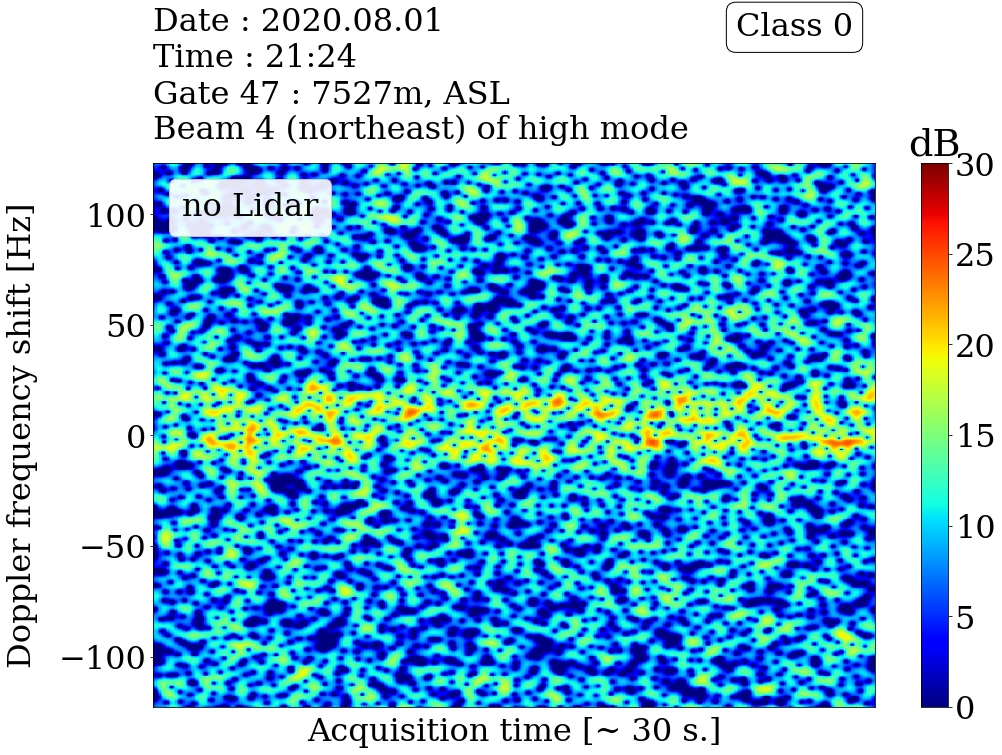 Date : 2020.08.01
Time : 21:24
Gate 47 : 7527m, ASL
Beam 4 (northeast) of high mode
Class 0
no Lidar
dB
30
25
20
15
10
5
0
Doppler frequency shift [Hz]
100
50
0
−50
−100
Acquisition time [~ 30 s.]